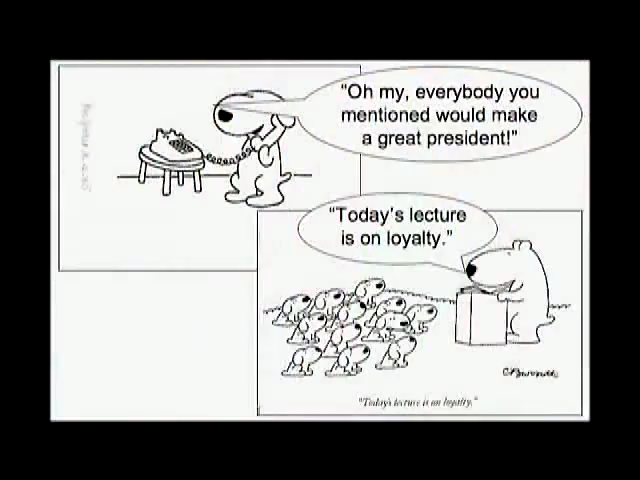 "Oh my, everybody you
mentioned would make
a great president!"
"Today's lecture
is on loyalty."
"Today's lecture is on loyalty."